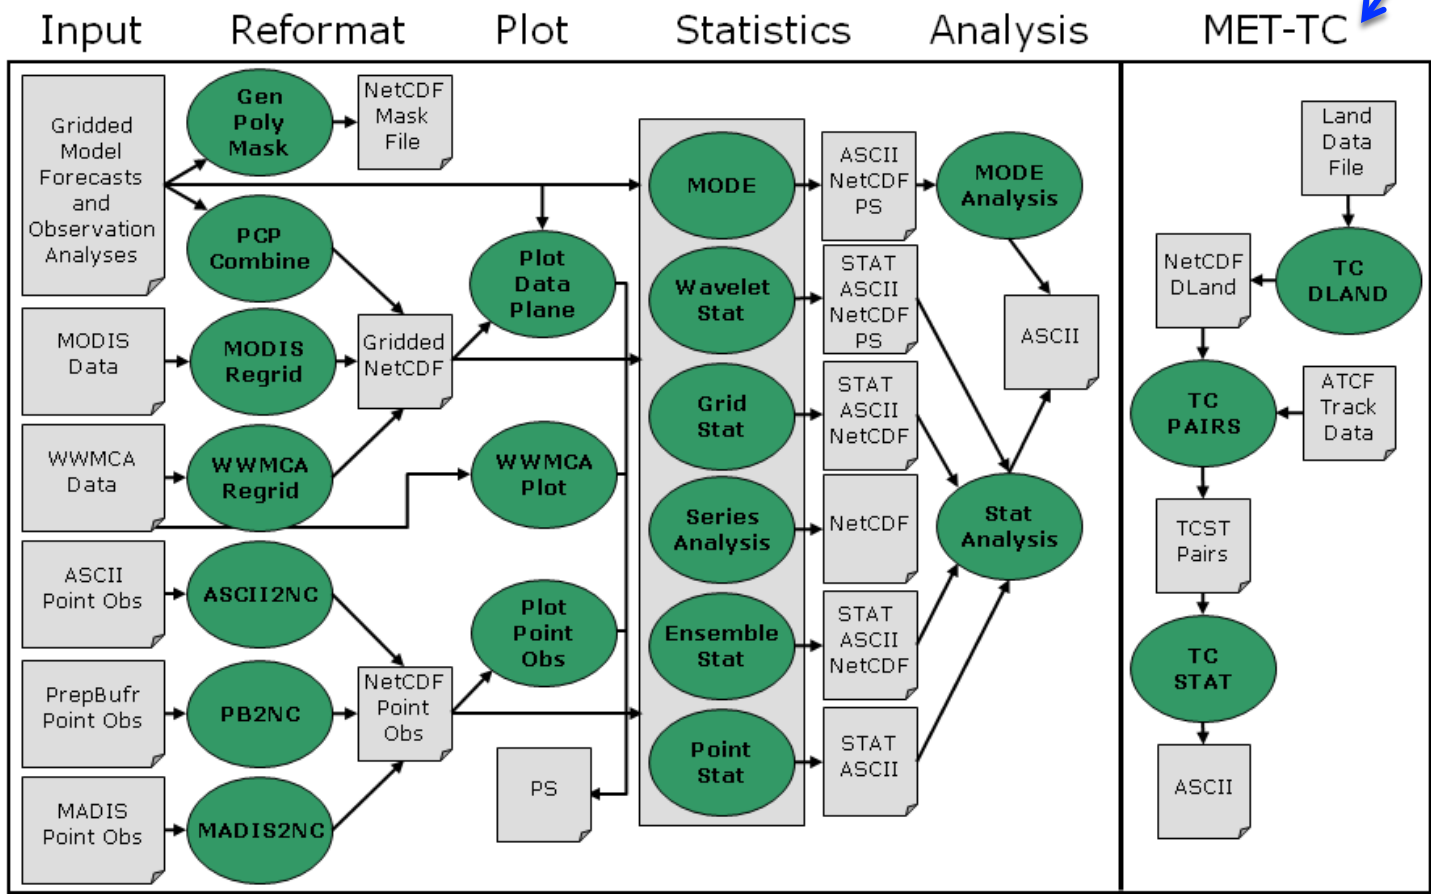 Input
Reformat
Plot
Statistics
Analysis
MET-TC
Gridded
Model
Forecasts
and
Observation
Analyses
MODIS
Data
WWMCA
Data
ASCII
Point Obs
PrepBufr
Point Obs
MADIS
Point Obs
Gen
Poly
Mask
PCP
Combine
MODIS
Regrid
WWMCA
Regrid
ASCII2NC
PB2NC
MADIS2NC
NetCDF
Mask
File
Gridded
NetCDF
NetCDF
Point
Obs
Plot
Data
Plane
WWMCA
Plot
Plot
Point
Obs
PS
MODE
Wavelet
Stat
Grid
Stat
Series
Analysis
Ensemble
Stat
Point
Stat
ASCII
NetCDF
PS
STAT
ASCII
NetCDF
PS
STAT
ASCII
NetCDF
NetCDF
STAT
ASCII
NetCDF
STAT
ASCII
MODE
Analysis
ASCII
Stat
Analysis
Land
Data
File
TC
DLAND
NetCDF
DLand
TC
PAIRS
ATCF
Track
Data
TCST
Pairs
TC
STAT
ASCII